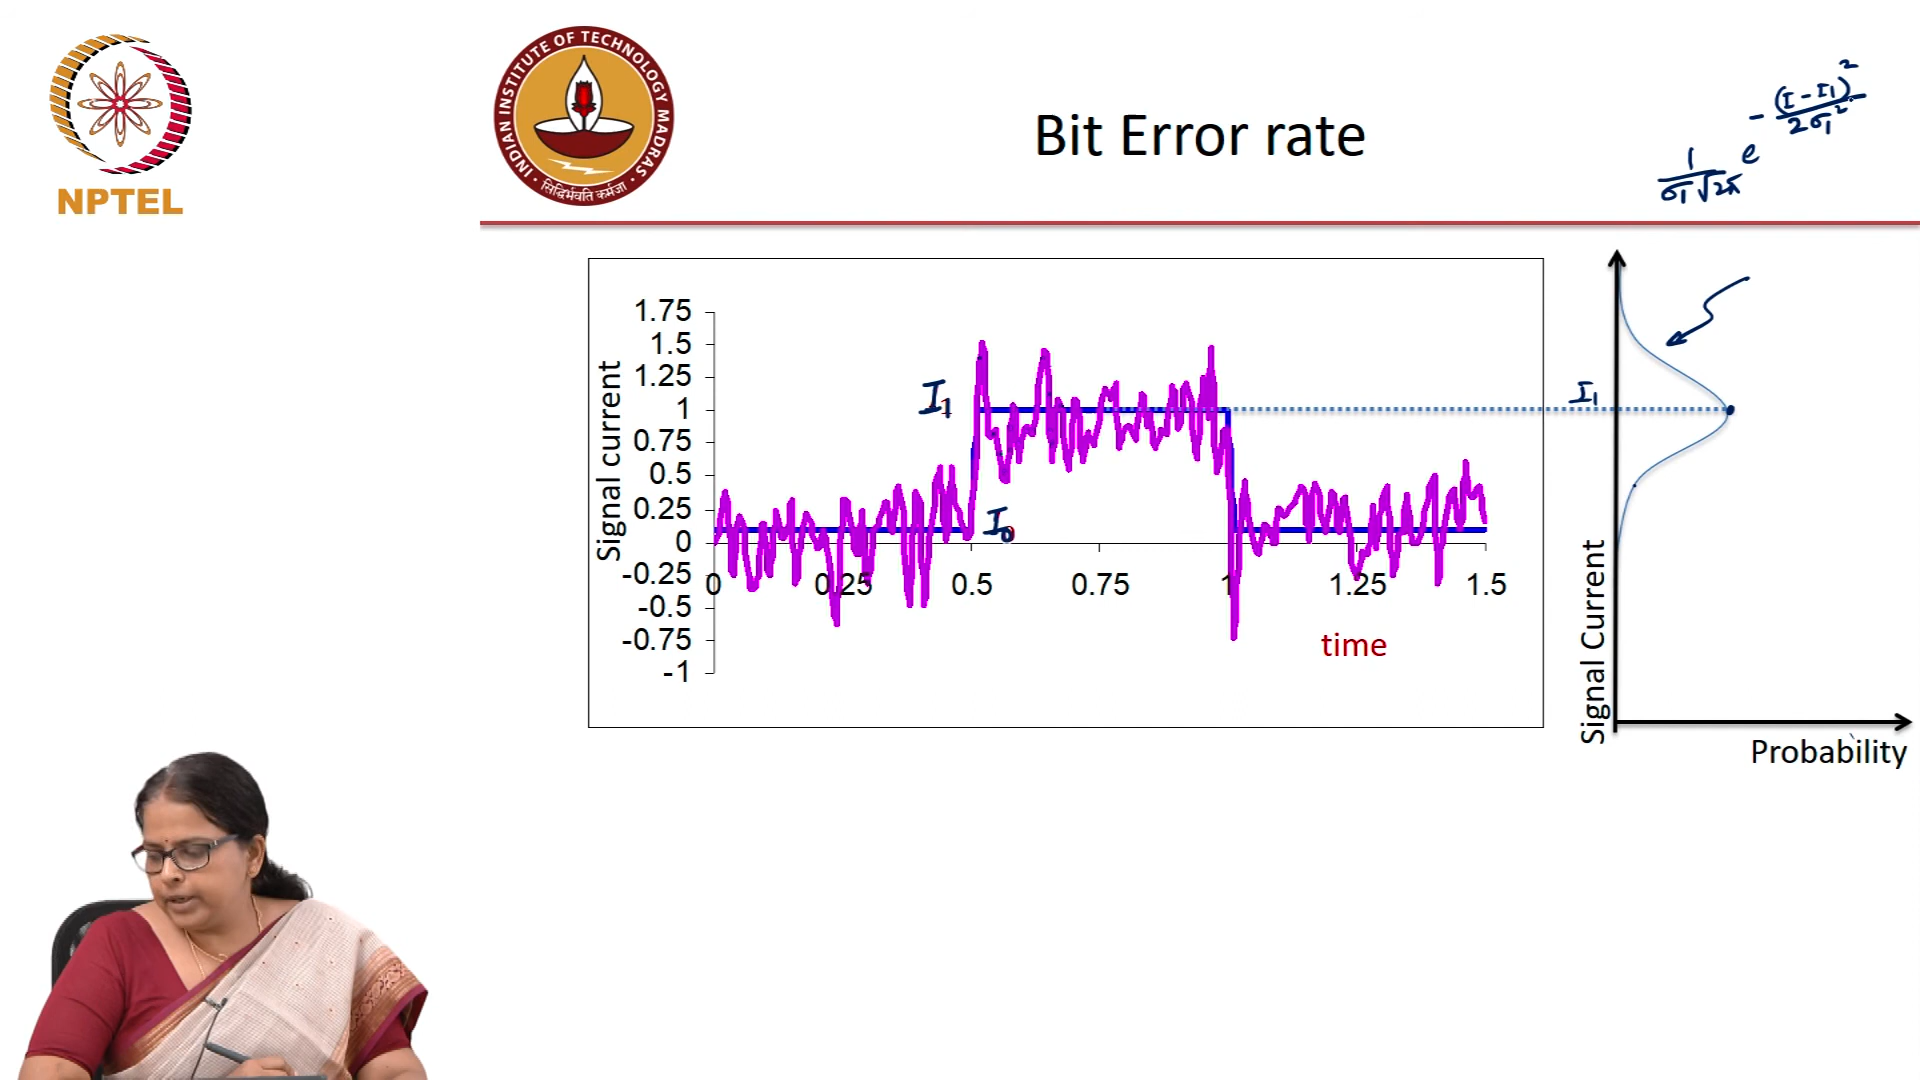 NPTEL
INDIAN INSTITUTE OF TECHNOLOGY MADRAS
सिद्धिर्भवति कर्मजा
Bit Error rate
1/(σ₁√2π) e^-(I-I₁)²/2σ₁²
Signal current
1.75
1.5
1.25
1
0.75
0.5
0.25
0
-0.25
-0.5
-0.75
-1
0 0.25 0.5 0.75 1 1.25 1.5
time
I₁
I₀
I₁
Signal Current
Probability